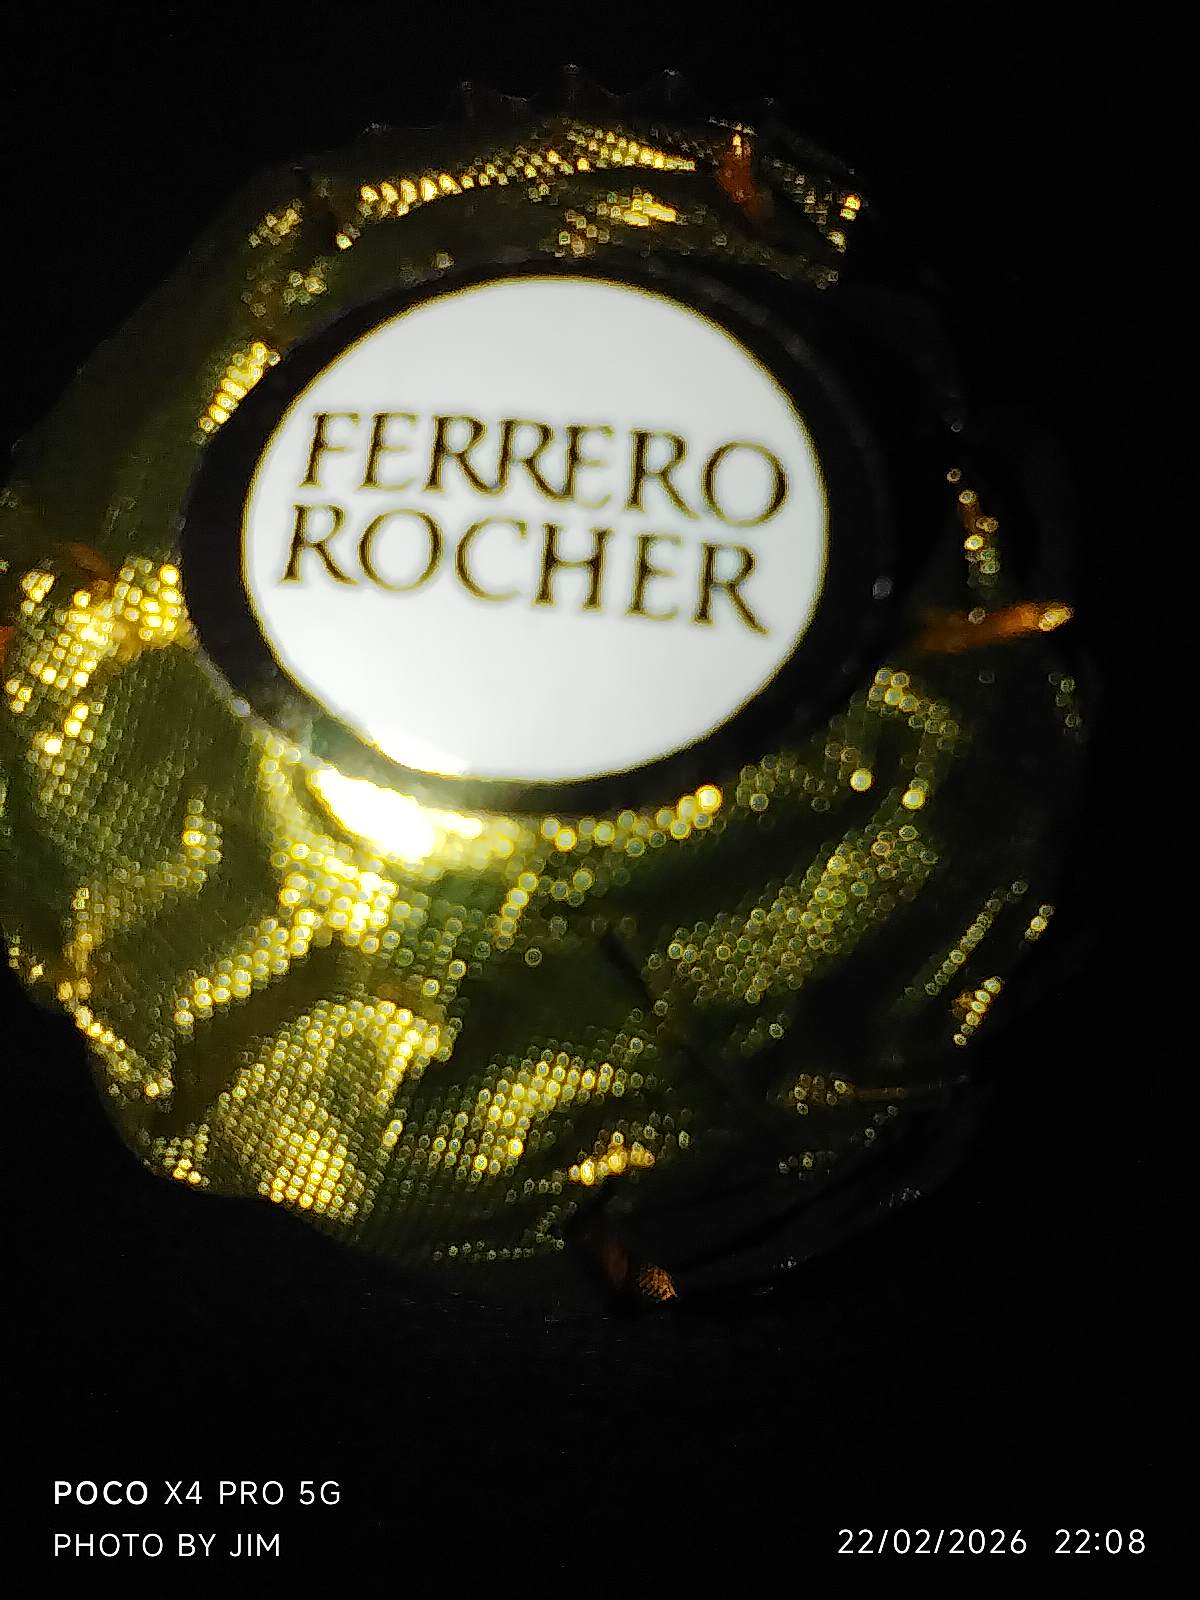 FERRERO
ROCHER
POCO X4 PRO 5G
PHOTO BY JIM
22/02/2026 22:08